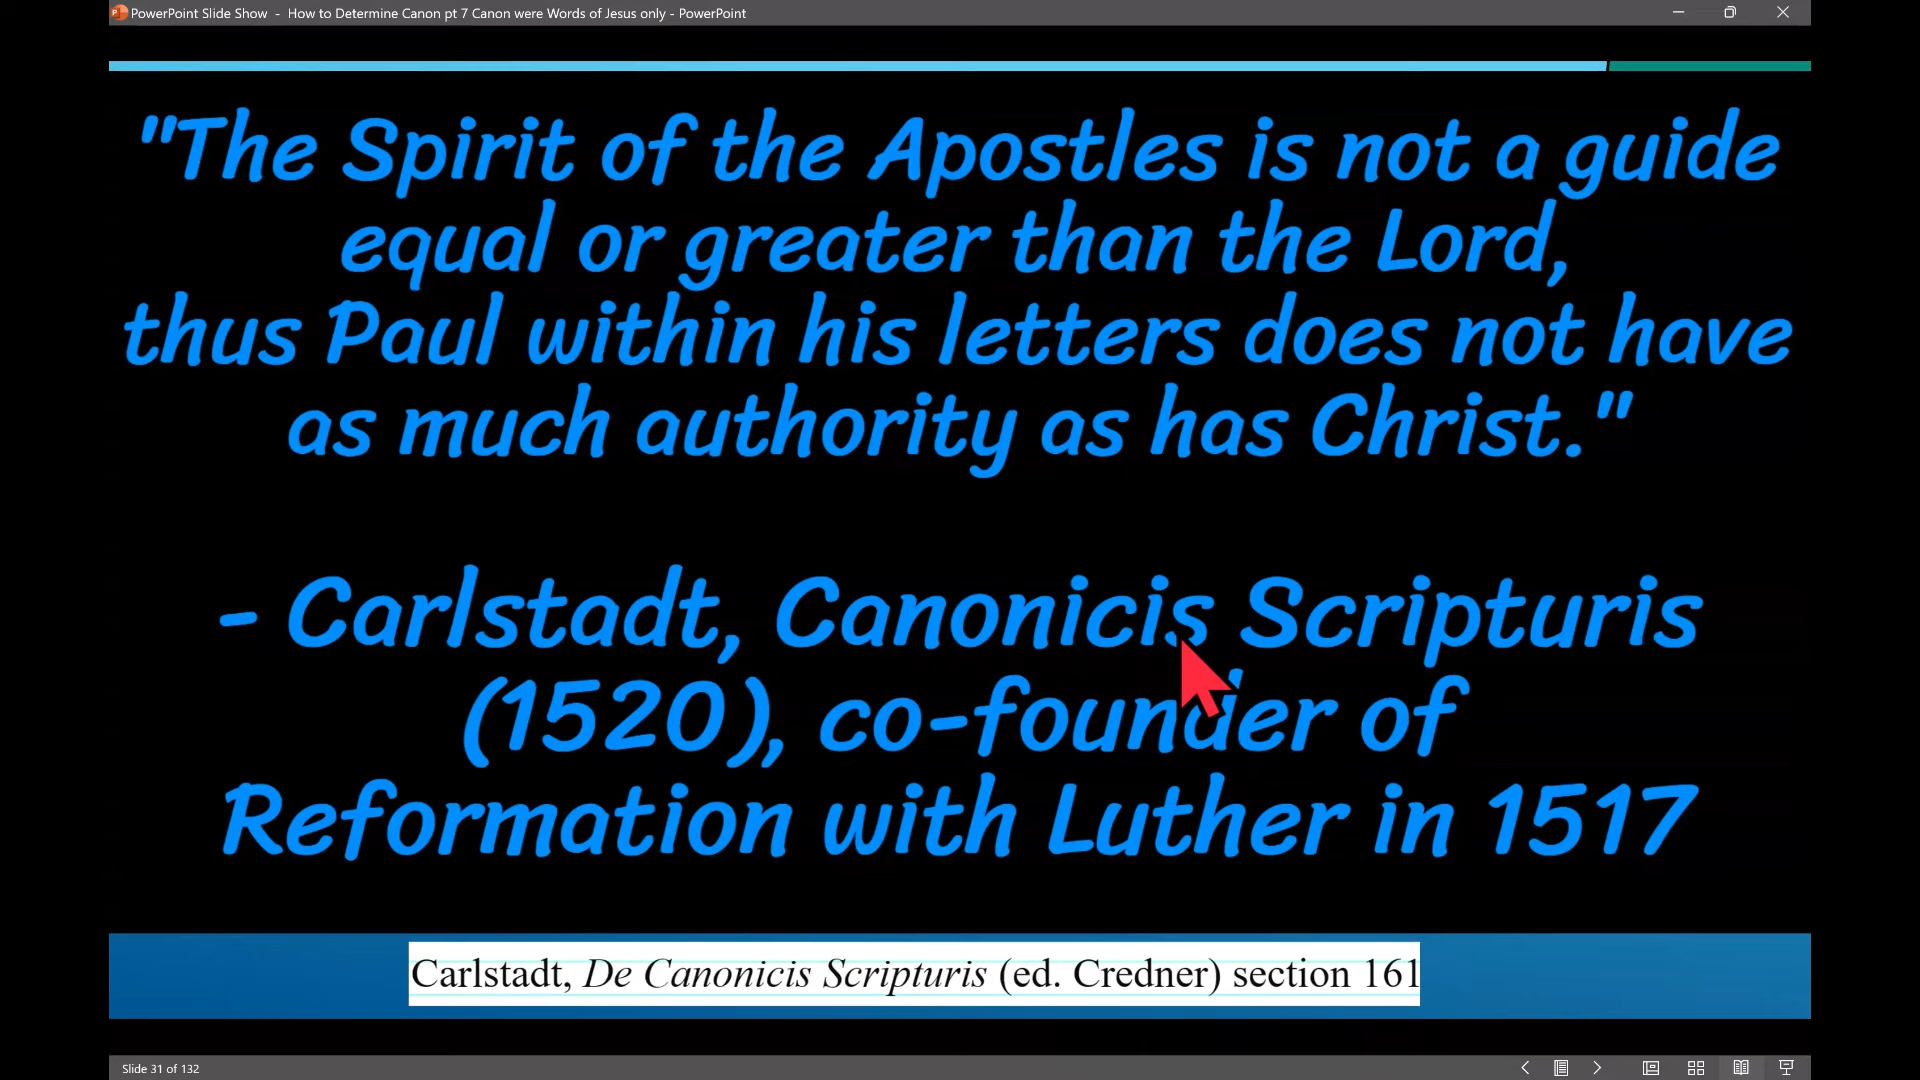 PowerPoint Slide Show - How to Determine Canon pt 7 Canon were Words of Jesus only - PowerPoint
"The Spirit of the Apostles is not a guide
equal or greater than the Lord,
thus Paul within his letters does not have
as much authority as has Christ."
- Carlstadt, Canonicis Scripturis
(1520), co-founder of
Reformation with Luther in 1517
Carlstadt, De Canonicis Scripturis (ed. Credner) section 161
Slide 31 of 132